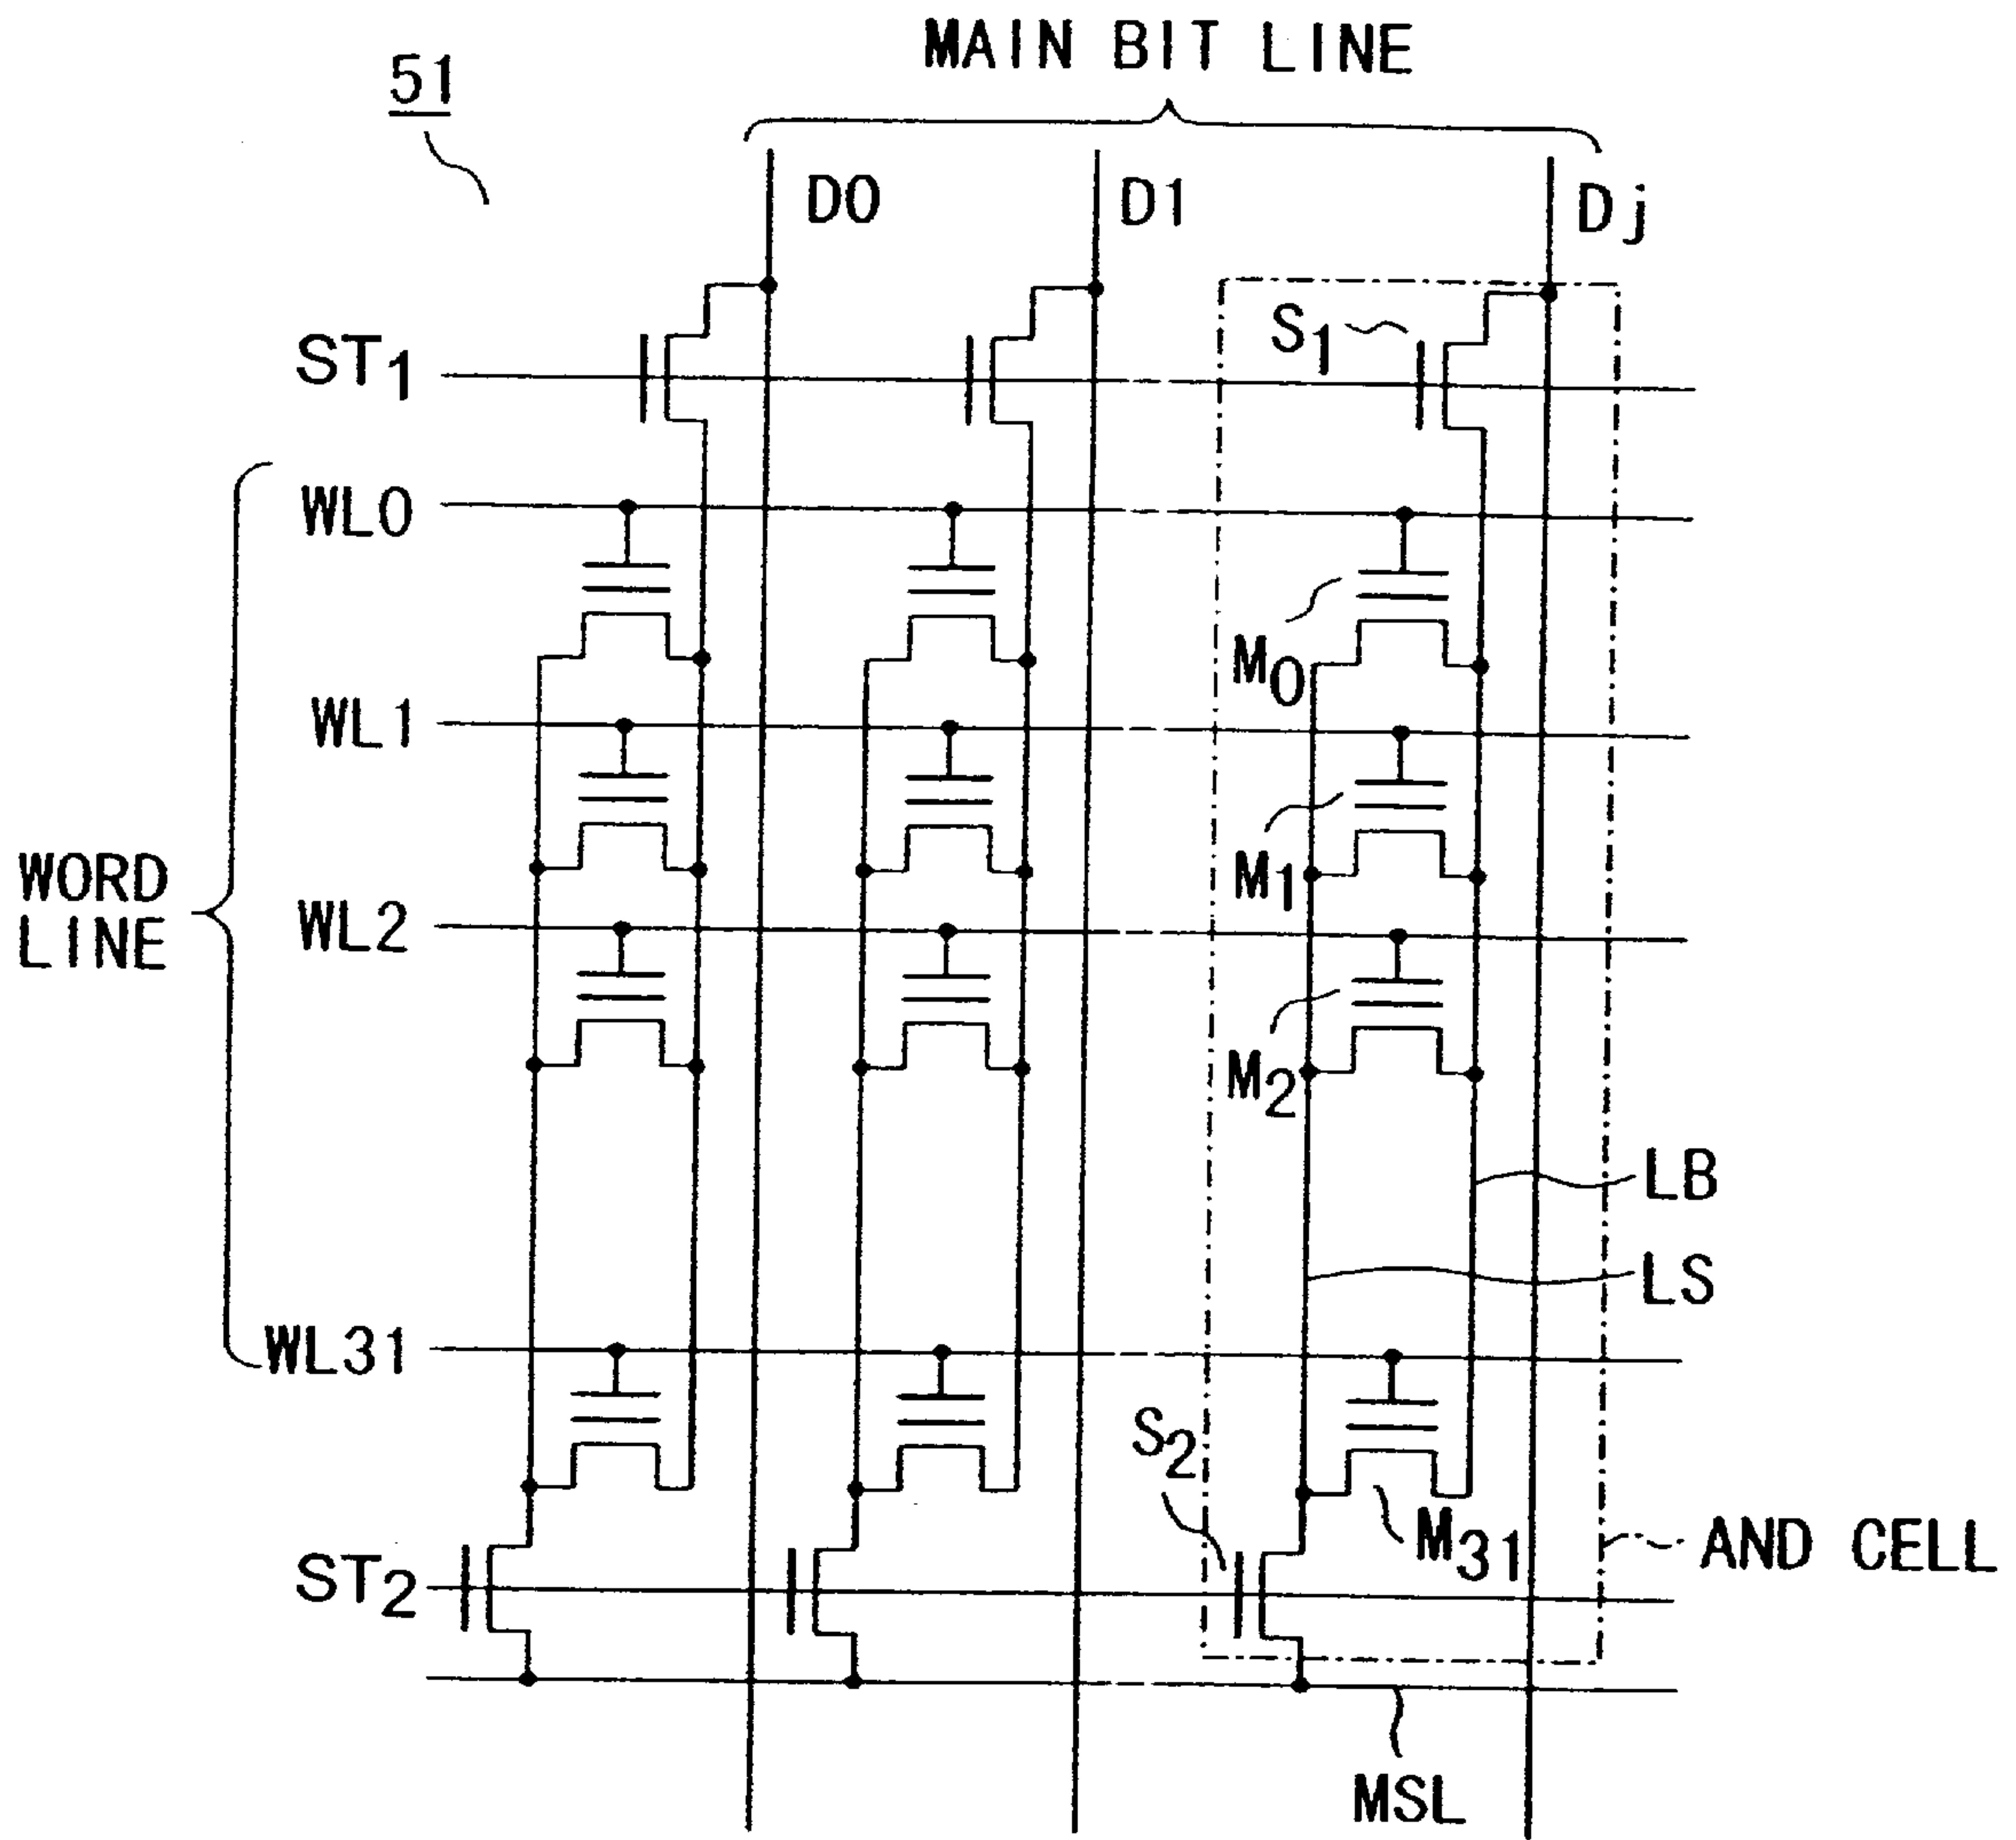 MAIN BIT LINE
51
D0
D1
Dj
ST1
S1
WL0
M0
WL1
M1
WORD
LINE
WL2
M2
LB
LS
WL31
S2
M31
AND CELL
ST2
MSL